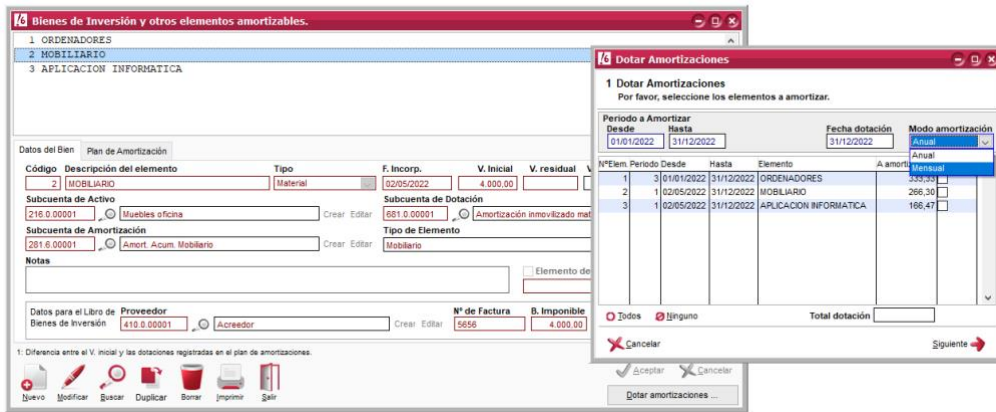 Bienes de Inversión y otros elementos amortizables.
1 ORDENADORES
2 MOBILIARIO
3 APLICACION INFORMATICA
Datos del Bien Plan de Amortización
Código Descripción del elemento Tipo F. Incorp. V. Inicial V. residual V
2 MOBILIARIO Material 02/05/2022 4.000,00
Subcuenta de Activo Subcuenta de Dotación
216.0.00001 Muebles oficina Crear Editar 681.0.00001 Amortización inmovilizado mat
Subcuenta de Amortización Tipo de Elemento
281.6.00001 Amort. Acum. Mobiliario Crear Editar Mobiliario
Notas
Elemento de
Datos para el Libro de Proveedor Nº de Factura B. Imponible
Bienes de Inversión 410.0.00001 Acreedor Crear Editar 5656 4.000,00
1: Diferencia entre el V. inicial y las dotaciones registradas en el plan de amortizaciones.
Aceptar Cancelar
Nuevo Modificar Buscar Duplicar Borrar Imprimir Salir Dotar amortizaciones ...
Dotar Amortizaciones
1 Dotar Amortizaciones
Por favor, seleccione los elementos a amortizar.
Periodo a Amortizar
Desde Hasta Fecha dotación Modo amortización
01/01/2022 31/12/2022 31/12/2022 Anual
Anual
Mensual
NºElem. Periodo Desde Hasta Elemento A amorti
1 3 01/01/2022 31/12/2022 ORDENADORES 333,33
2 1 02/05/2022 31/12/2022 MOBILIARIO 266,30
3 1 02/05/2022 31/12/2022 APLICACION INFORMATICA 166,47
Todos Ninguno Total dotación
Cancelar Siguiente